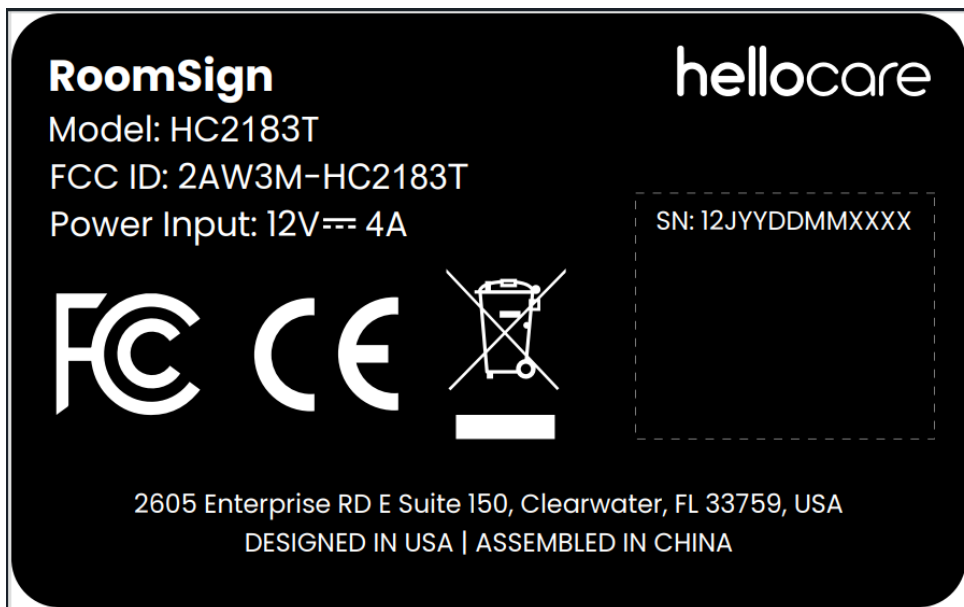 RoomSign
hellocare
Model: HC2183T
FCC ID: 2AW3M-HC2183T
Power Input: 12V⎓ 4A
SN: 12JYYDDMMXXXX
FC CE
2605 Enterprise RD E Suite 150, Clearwater, FL 33759, USA
DESIGNED IN USA | ASSEMBLED IN CHINA